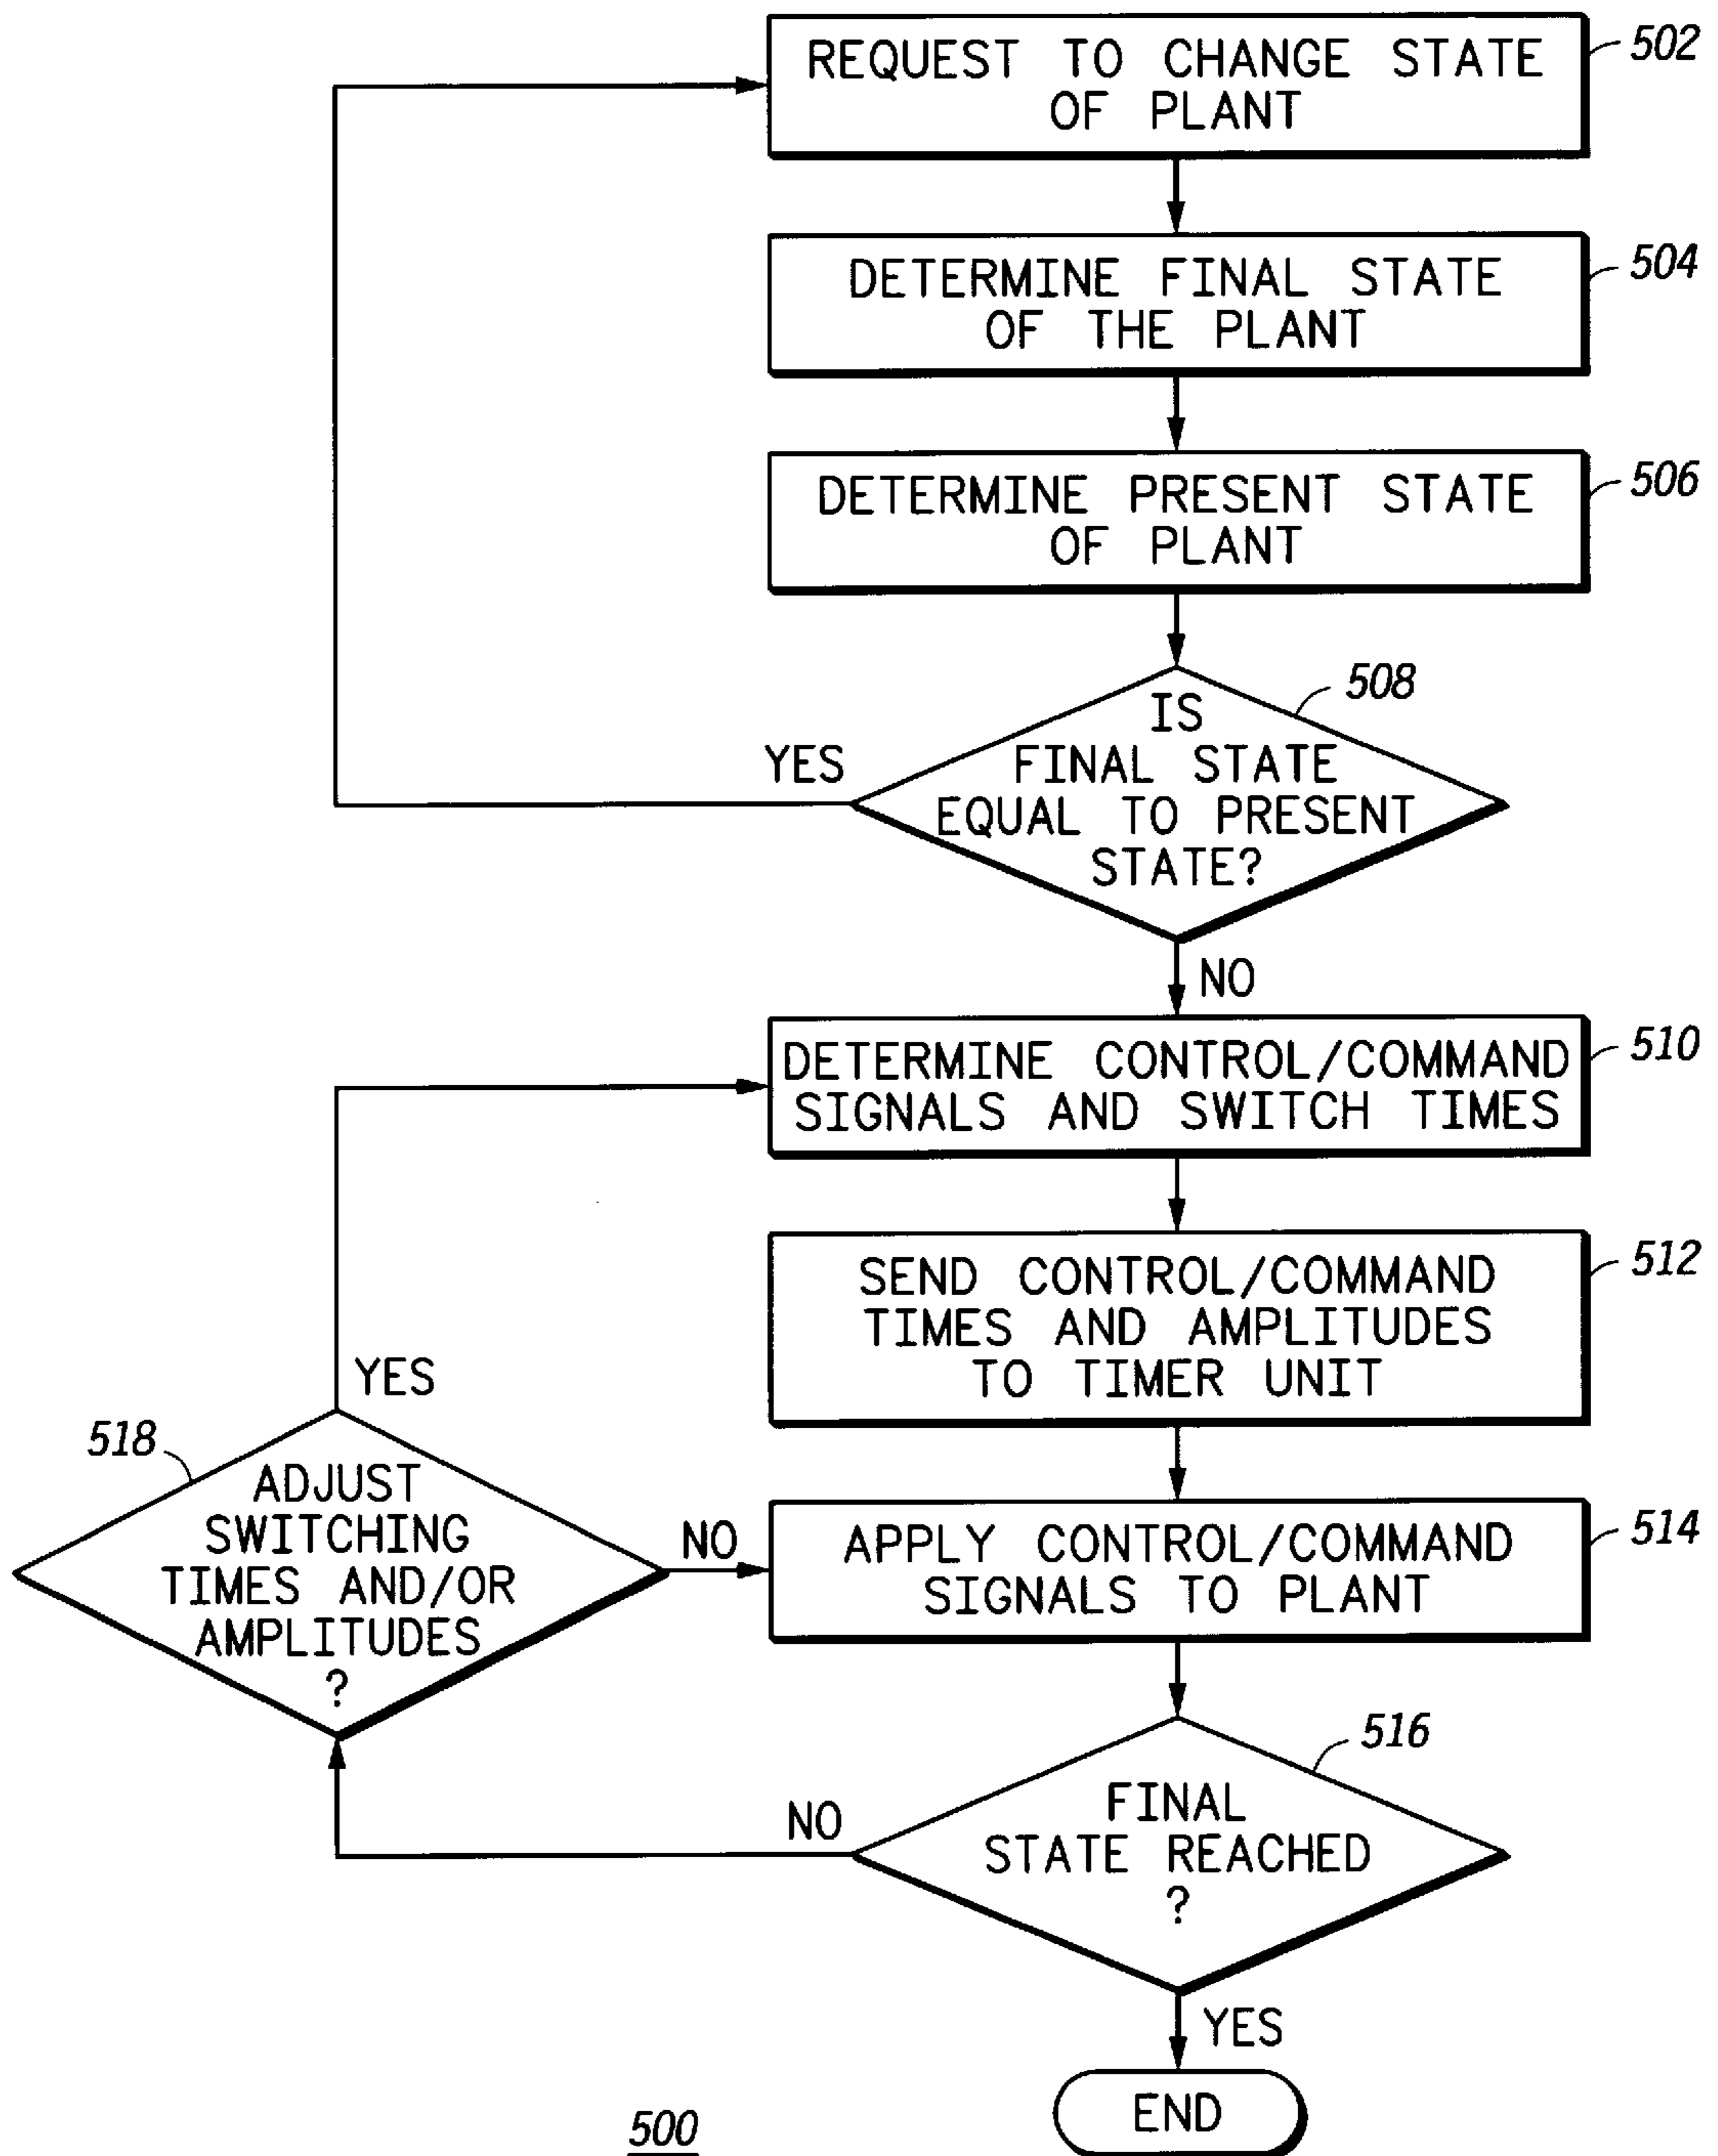 REQUEST TO CHANGE STATE
OF PLANT
502
DETERMINE FINAL STATE
OF THE PLANT
504
DETERMINE PRESENT STATE
OF PLANT
506
508
IS
FINAL STATE
EQUAL TO PRESENT
STATE?
YES
NO
DETERMINE CONTROL/COMMAND
SIGNALS AND SWITCH TIMES
510
SEND CONTROL/COMMAND
TIMES AND AMPLITUDES
TO TIMER UNIT
512
YES
518
ADJUST
SWITCHING
TIMES AND/OR
AMPLITUDES
?
NO
APPLY CONTROL/COMMAND
SIGNALS TO PLANT
514
516
FINAL
STATE REACHED
?
NO
YES
END
500